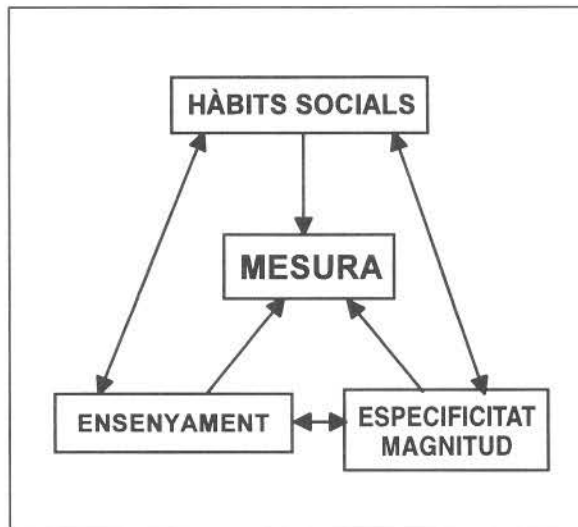 HÀBITS SOCIALS
MESURA
ENSENYAMENT
ESPECIFICITAT
MAGNITUD